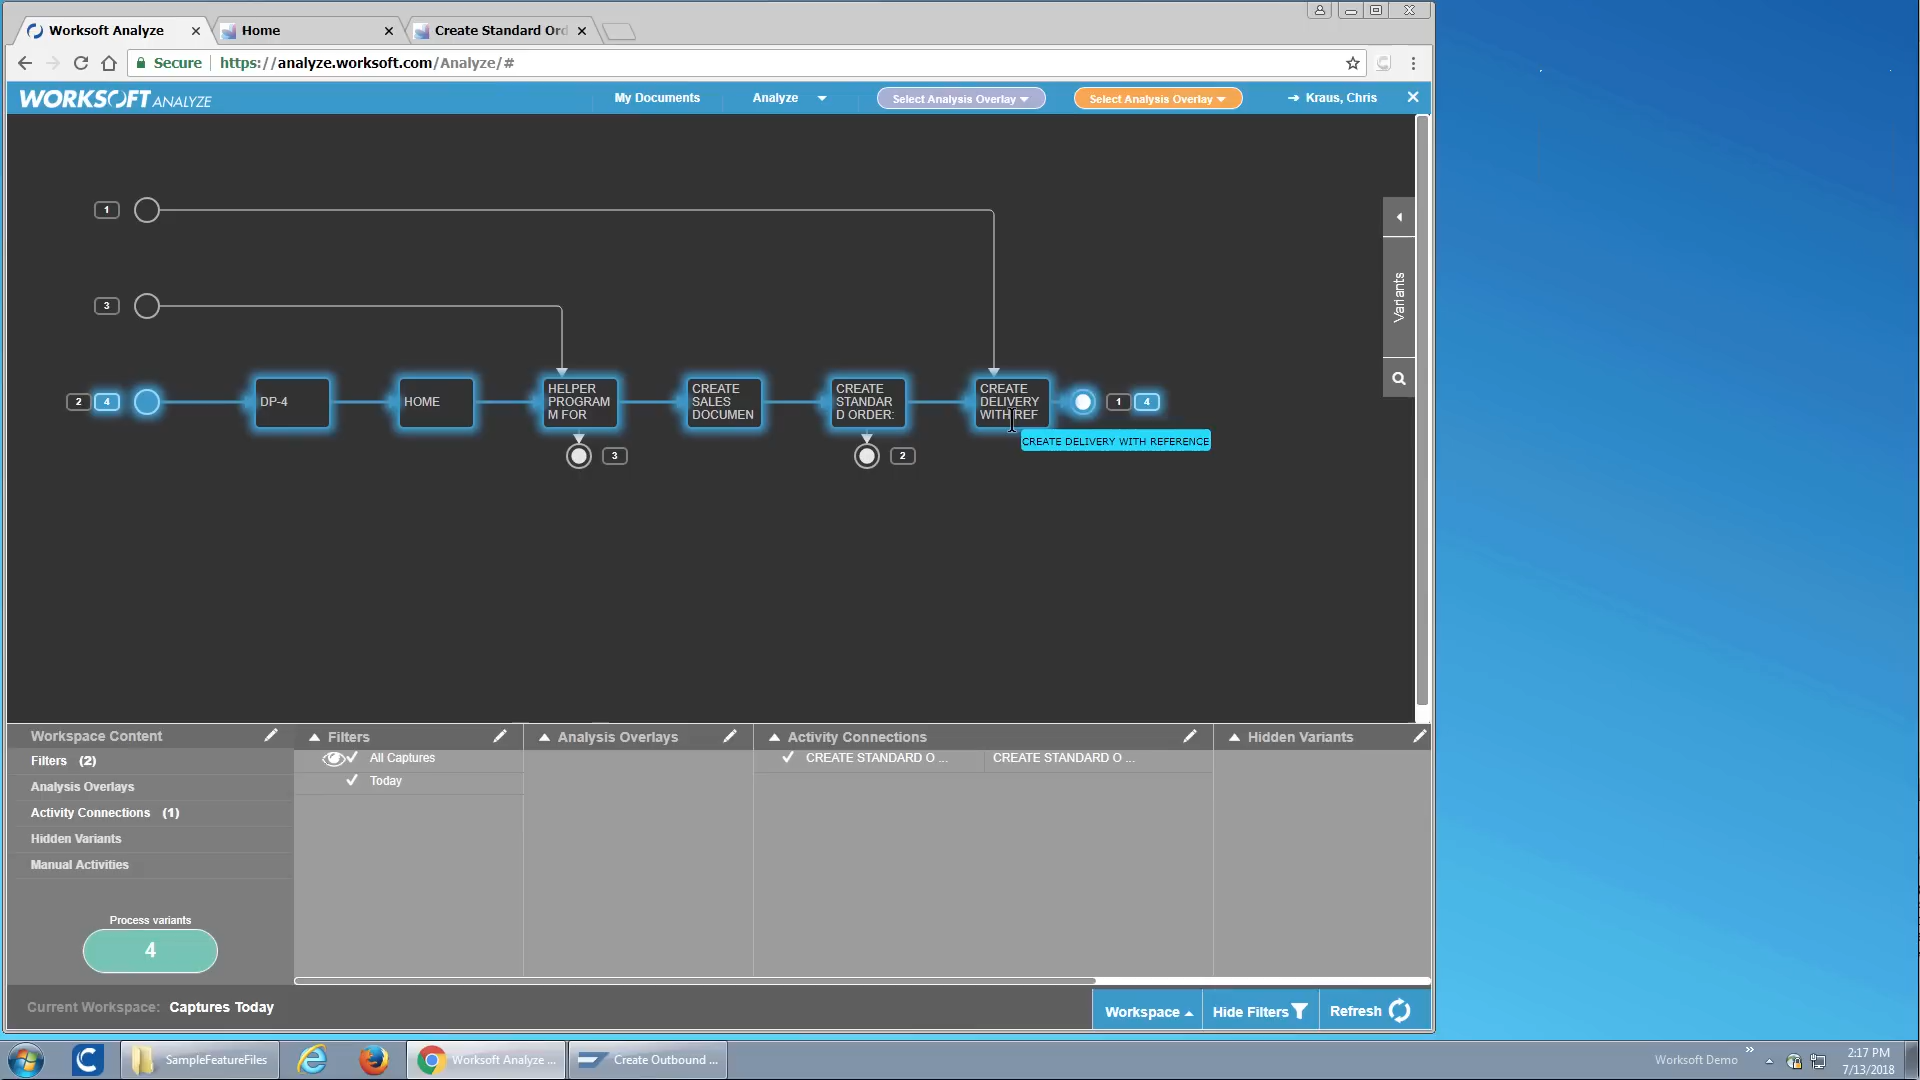 Worksoft Analyze
Home
Create Standard Ord
Secure
https://analyze.worksoft.com/Analyze/#
WORKSOFT ANALYZE
My Documents
Analyze
Select Analysis Overlay
Select Analysis Overlay
Kraus, Chris
1
3
2
4
DP-4
HOME
HELPER
PROGRAM
M FOR
CREATE
SALES
DOCUMEN
CREATE
STANDAR
D ORDER:
CREATE
DELIVERY
WITH REF
1
4
3
2
CREATE DELIVERY WITH REFERENCE
Variants
Workspace Content
Filters (2)
Analysis Overlays
Activity Connections (1)
Hidden Variants
Manual Activities
Process variants
4
Filters
All Captures
Today
Analysis Overlays
Activity Connections
CREATE STANDARD O ...
CREATE STANDARD O ...
Hidden Variants
Current Workspace: Captures Today
Workspace
Hide Filters
Refresh
SampleFeatureFiles
Worksoft Analyze ...
Create Outbound ...
Worksoft Demo
2:17 PM
7/13/2018